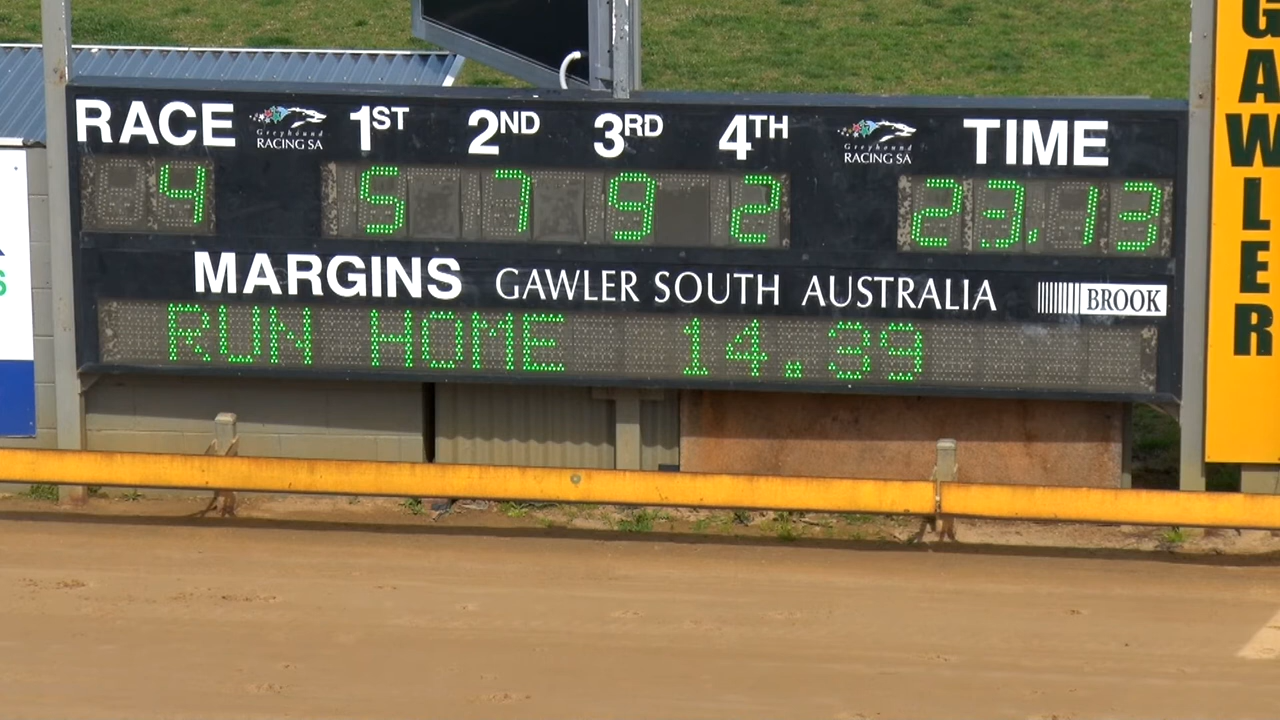 RACE 1ST 2ND 3RD 4TH TIME
Greyhound
RACING SA
Greyhound
RACING SA
4 5 7 9 2 23.13
MARGINS GAWLER SOUTH AUSTRALIA BROOK
RUN HOME 14.39
GAWLER